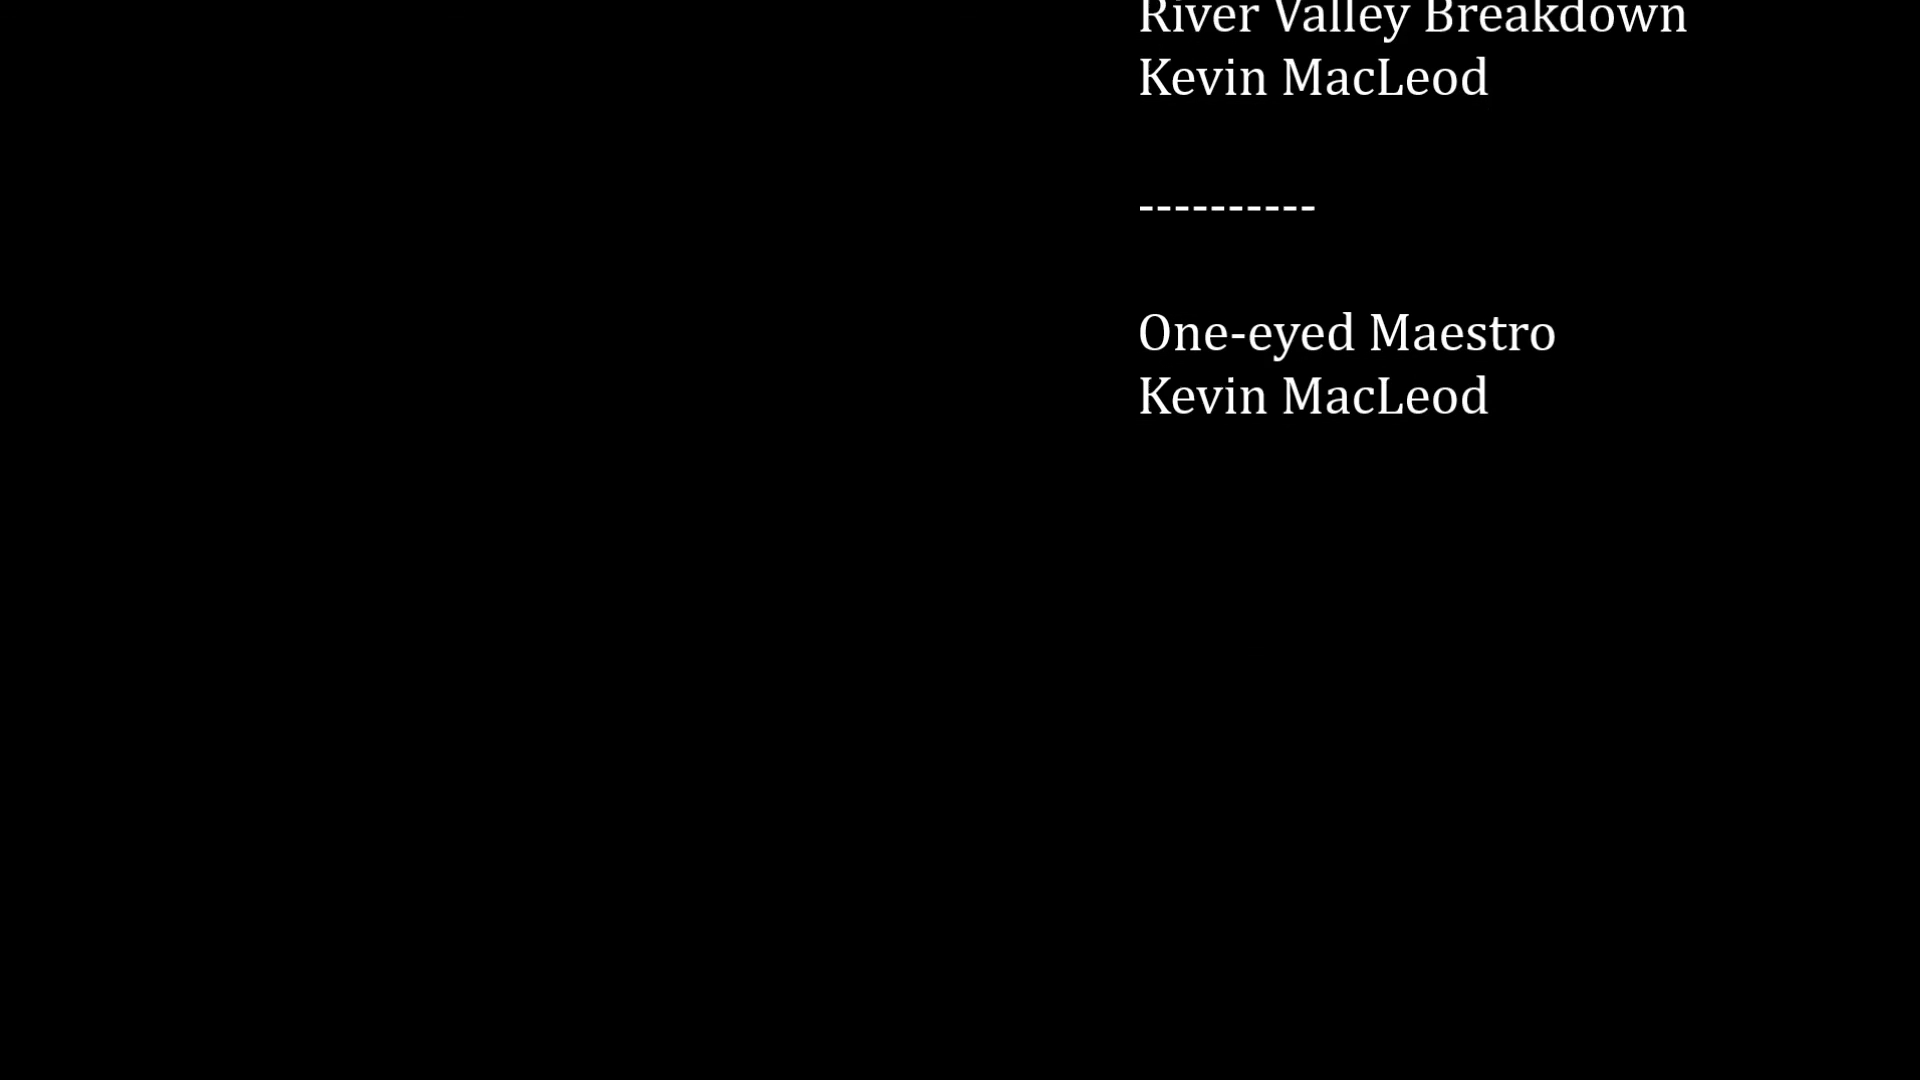 River Valley Breakdown
Kevin MacLeod
----------
One-eyed Maestro
Kevin MacLeod